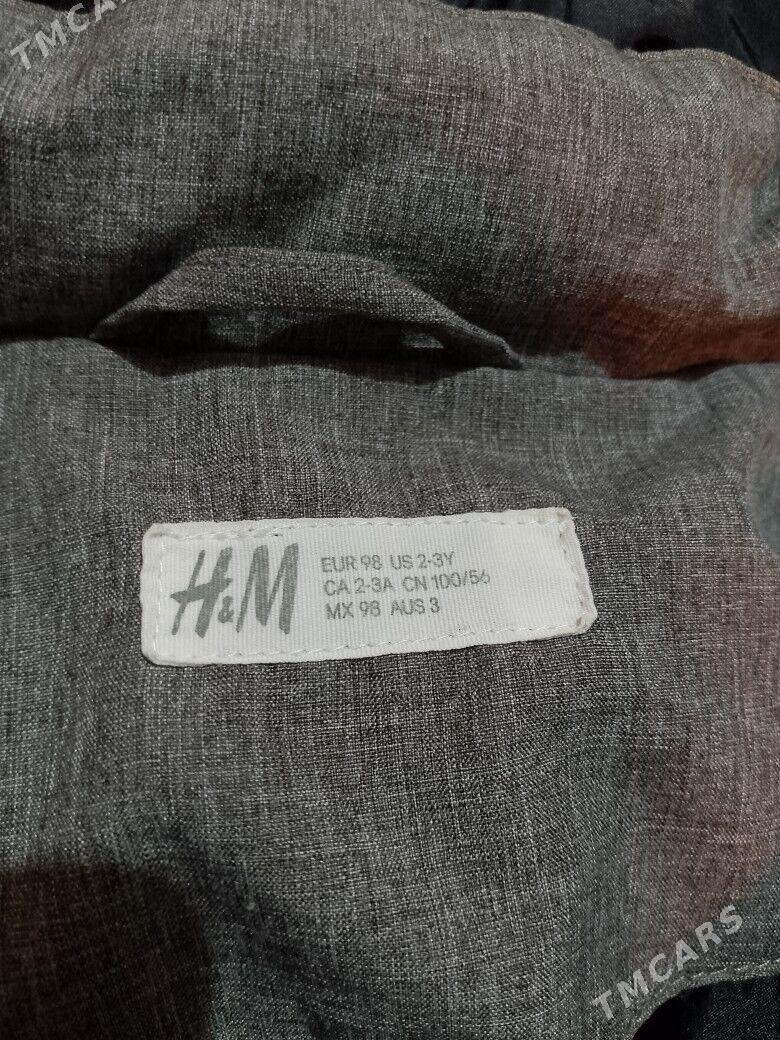 TMCARS
H&M
EUR 98 US 2-3Y
CA 2-3A CN 100/56
MX 98 AUS 3
TMCARS